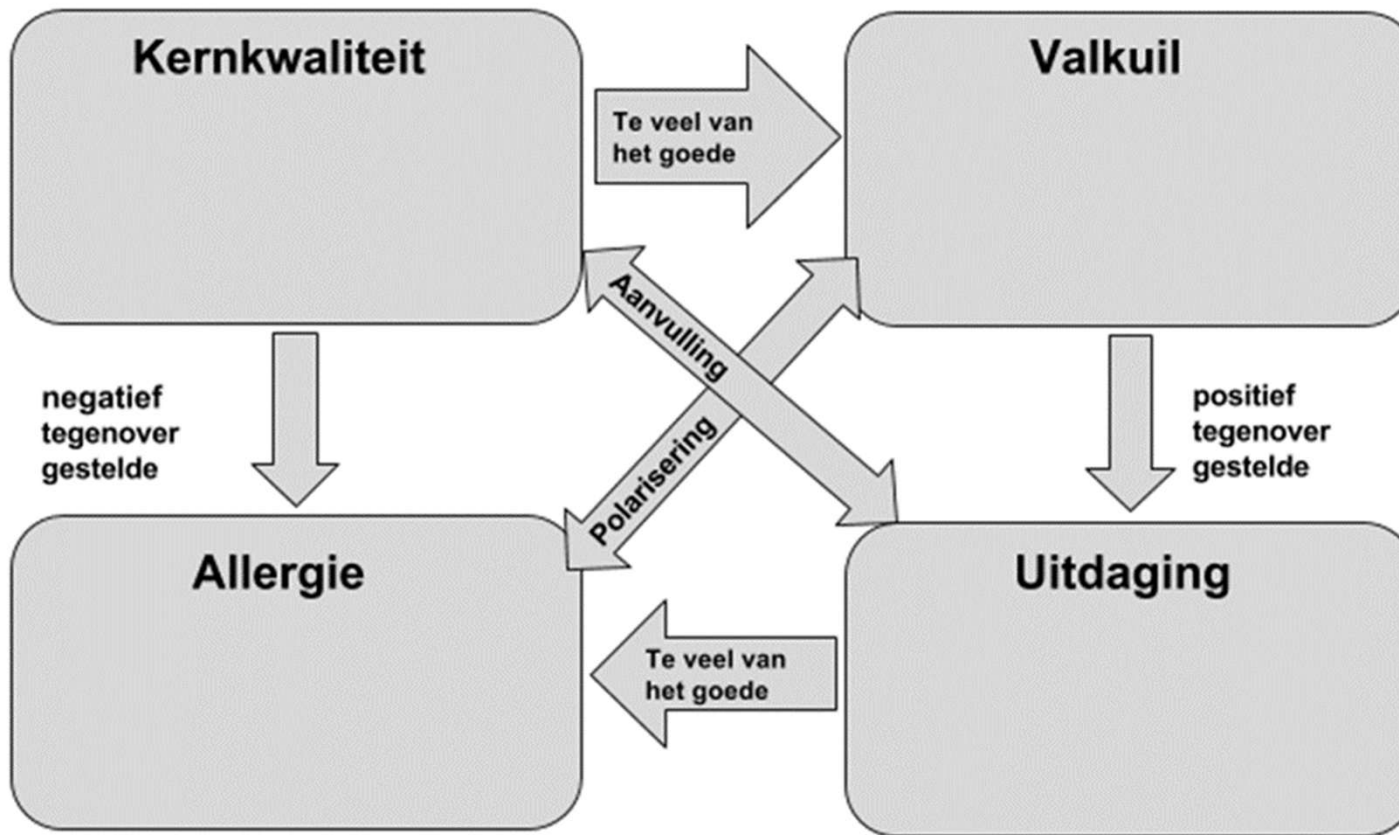 Kernkwaliteit
Valkuil
Te veel van
het goede
Aanvulling
Polarisering
negatief
tegenover
gestelde
positief
tegenover
gestelde
Allergie
Uitdaging
Te veel van
het goede